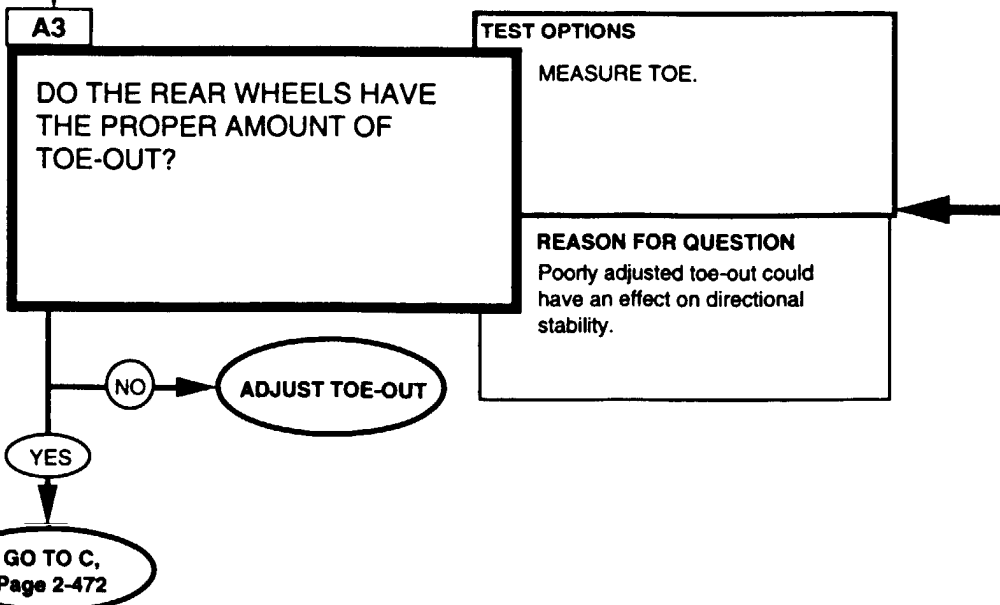 A3
DO THE REAR WHEELS HAVE
THE PROPER AMOUNT OF
TOE-OUT?
TEST OPTIONS
MEASURE TOE.
REASON FOR QUESTION
Poorly adjusted toe-out could
have an effect on directional
stability.
NO
ADJUST TOE-OUT
YES
GO TO C,
Page 2-472